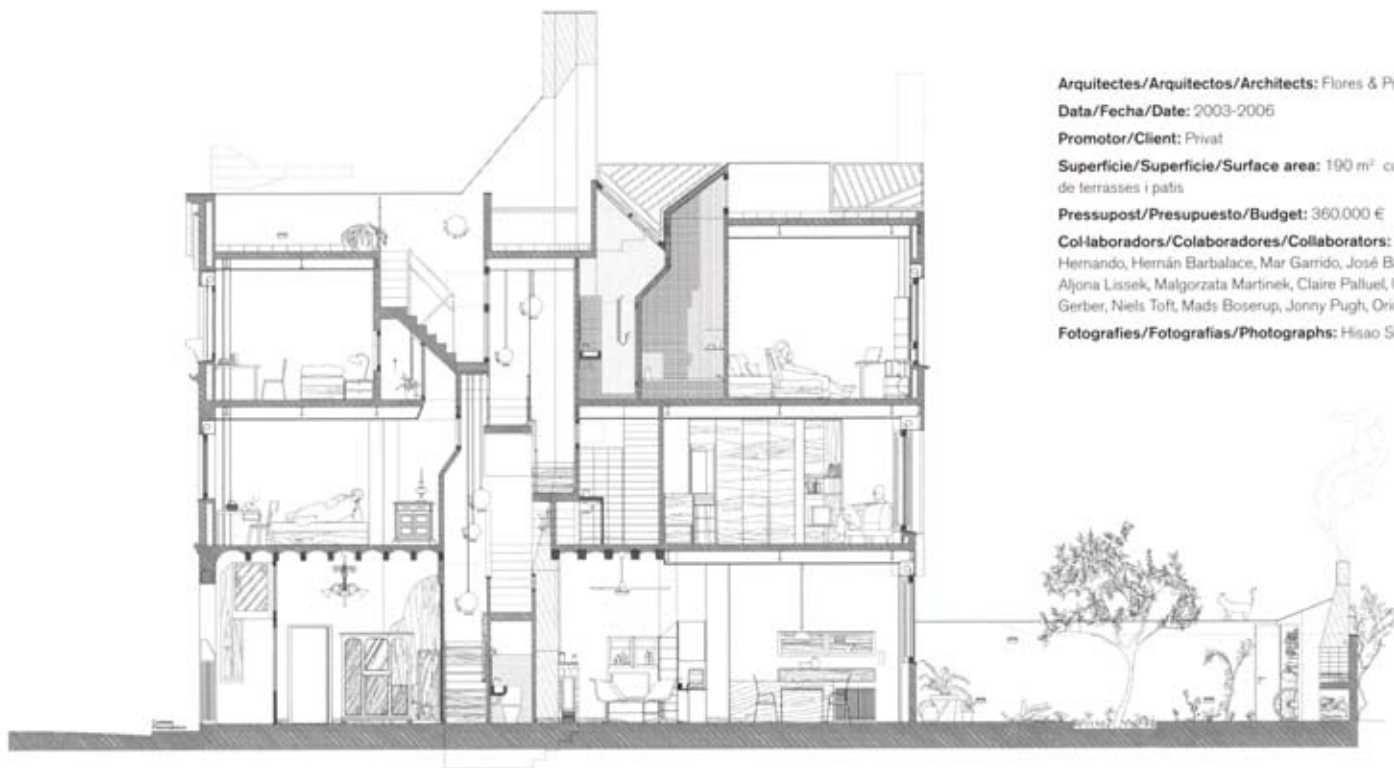 Arquitectes/Arquitectos/Architects: Flores &
Data/Fecha/Date: 2003-2006
Promotor/Client: Privat
Superfície/Superficie/Surface area: 190 m²
de terrasses i patis
Pressupost/Presupuesto/Budget: 360.000 €
Col·laboradors/Colaboradores/Collaborators:
Hernando, Hernán Barbalace, Mar Garrido, José
Aljona Lissek, Malgorzata Martinek, Claire Palluel,
Gerber, Niels Toft, Mads Boserup, Jonny Pugh,
Fotografies/Fotografías/Photographs: Hisao